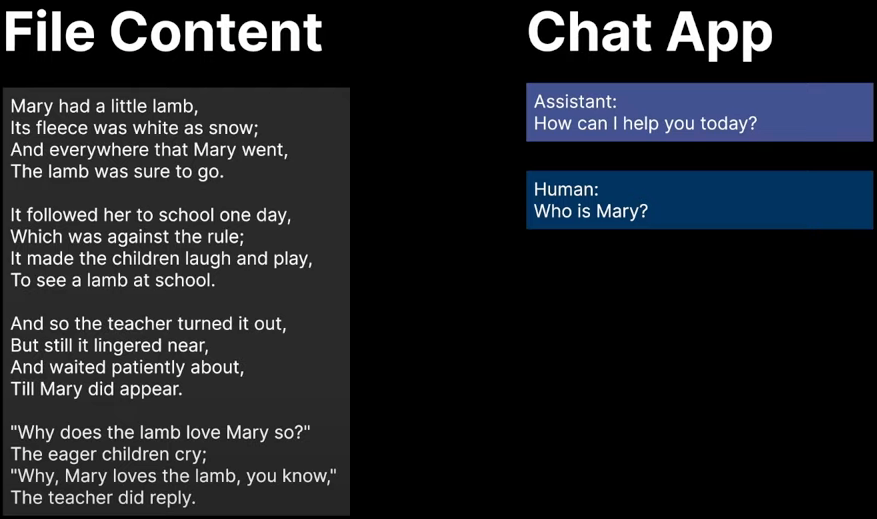 File Content
Mary had a little lamb,
Its fleece was white as snow;
And everywhere that Mary went,
The lamb was sure to go.
It followed her to school one day,
Which was against the rule;
It made the children laugh and play,
To see a lamb at school.
And so the teacher turned it out,
But still it lingered near,
And waited patiently about,
Till Mary did appear.
"Why does the lamb love Mary so?"
The eager children cry;
"Why, Mary loves the lamb, you know,"
The teacher did reply.
Chat App
Assistant:
How can I help you today?
Human:
Who is Mary?